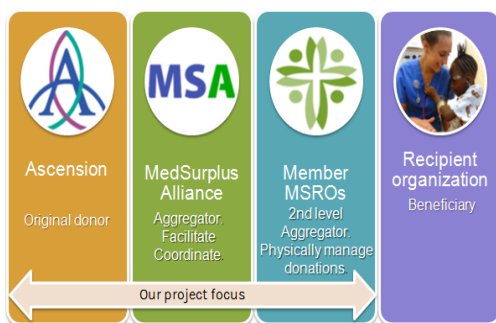 MSA
Ascension
Original donor
MedSurplus
Alliance
Aggregator.
Facilitate
Coordinate.
Member
MSROs
2nd level
Aggregator.
Physically manage
donations
Recipient
organization
Beneficiary
Our project focus